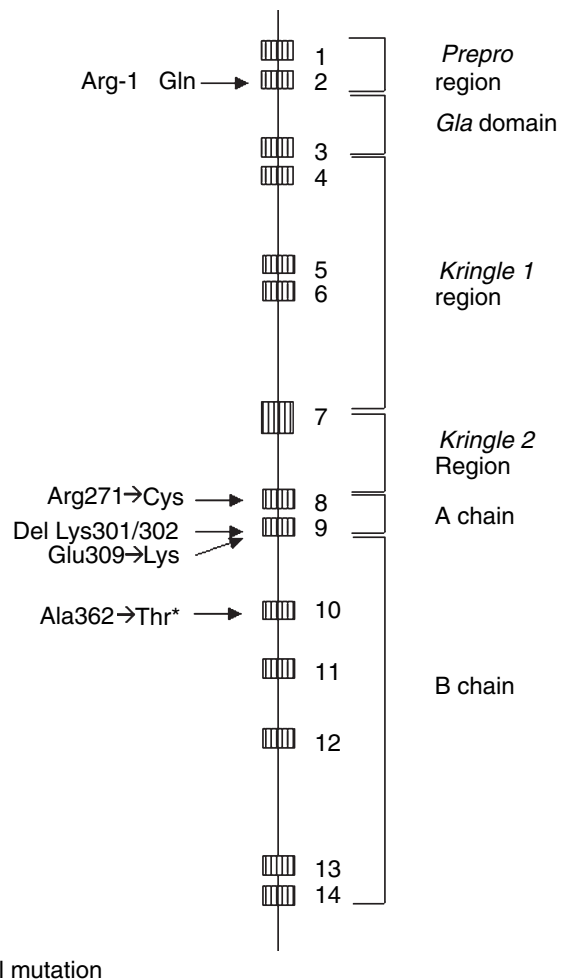 1
Prepro
region
Arg-1 Gln
2
Gla domain
3
4
5
Kringle 1
region
6
7
Kringle 2
Region
Arg271→Cys
8
A chain
Del Lys301/302
9
Glu309→Lys
Ala362→Thr*
10
11
B chain
12
13
14
mutation